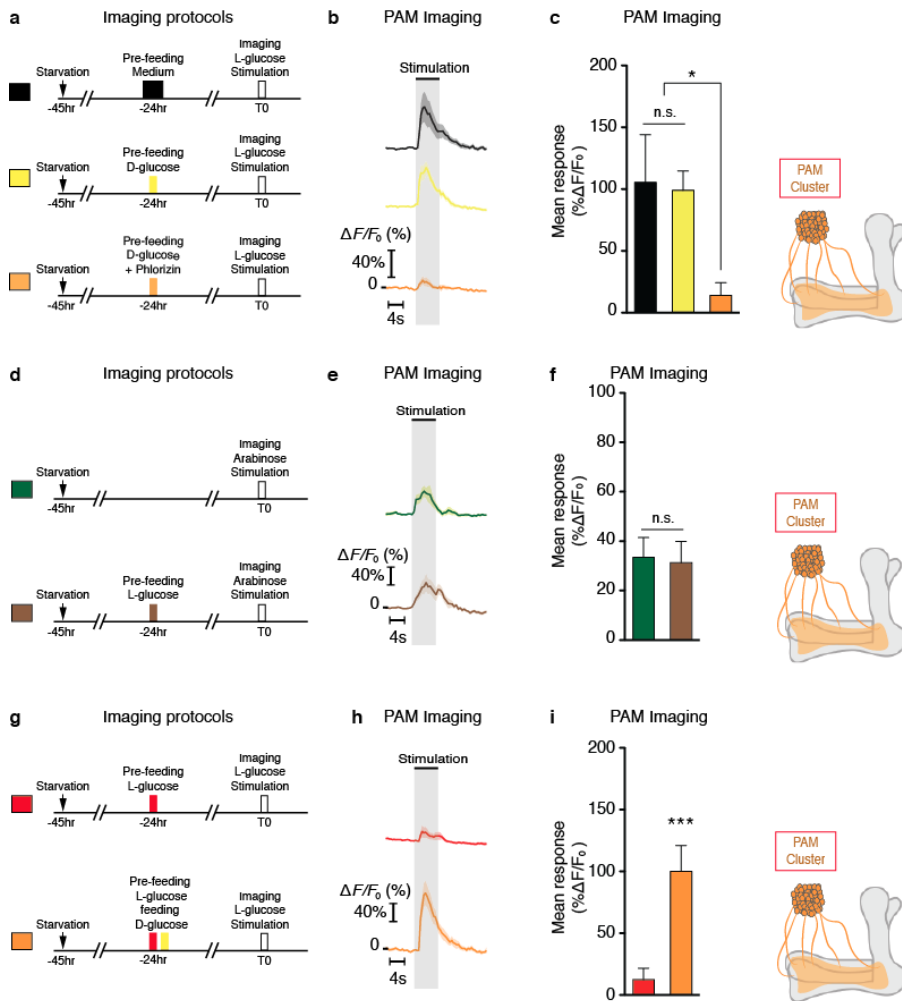 a
Imaging protocols
Starvation
-45hr
Pre-feeding
Medium
-24hr
Imaging
L-glucose
Stimulation
T0
Starvation
-45hr
Pre-feeding
D-glucose
-24hr
Imaging
L-glucose
Stimulation
T0
Starvation
-45hr
Pre-feeding
D-glucose
+ Phlorizin
-24hr
Imaging
L-glucose
Stimulation
T0
b
PAM Imaging
Stimulation
ΔF/F₀ (%)
40%
0
4s
c
PAM Imaging
Mean response
(%ΔF/F₀)
200
150
100
50
0
n.s.
*
PAM
Cluster
d
Imaging protocols
Starvation
-45hr
Imaging
Arabinose
Stimulation
T0
Starvation
-45hr
Pre-feeding
L-glucose
-24hr
Imaging
Arabinose
Stimulation
T0
e
PAM Imaging
Stimulation
ΔF/F₀ (%)
40%
0
4s
f
PAM Imaging
Mean response
(%ΔF/F₀)
100
80
60
40
20
0
n.s.
PAM
Cluster
g
Imaging protocols
Starvation
-45hr
Pre-feeding
L-glucose
-24hr
Imaging
L-glucose
Stimulation
T0
Starvation
-45hr
Pre-feeding
L-glucose
feeding
D-glucose
-24hr
Imaging
L-glucose
Stimulation
T0
h
PAM Imaging
Stimulation
ΔF/F₀ (%)
40%
0
4s
i
PAM Imaging
Mean response
(%ΔF/F₀)
200
150
100
50
0
***
PAM
Cluster